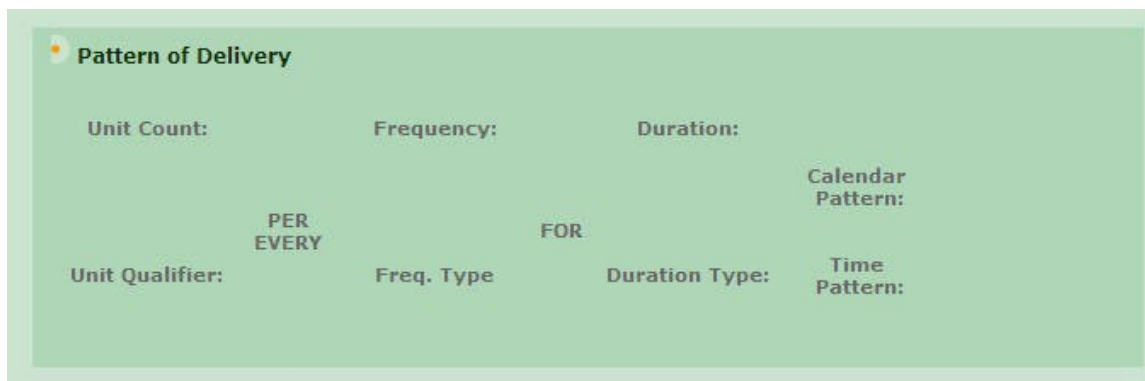 Pattern of Delivery
Unit Count:
Frequency:
Duration:
Calendar
Pattern:
PER
EVERY
FOR
Unit Qualifier:
Freq. Type
Duration Type:
Time
Pattern: